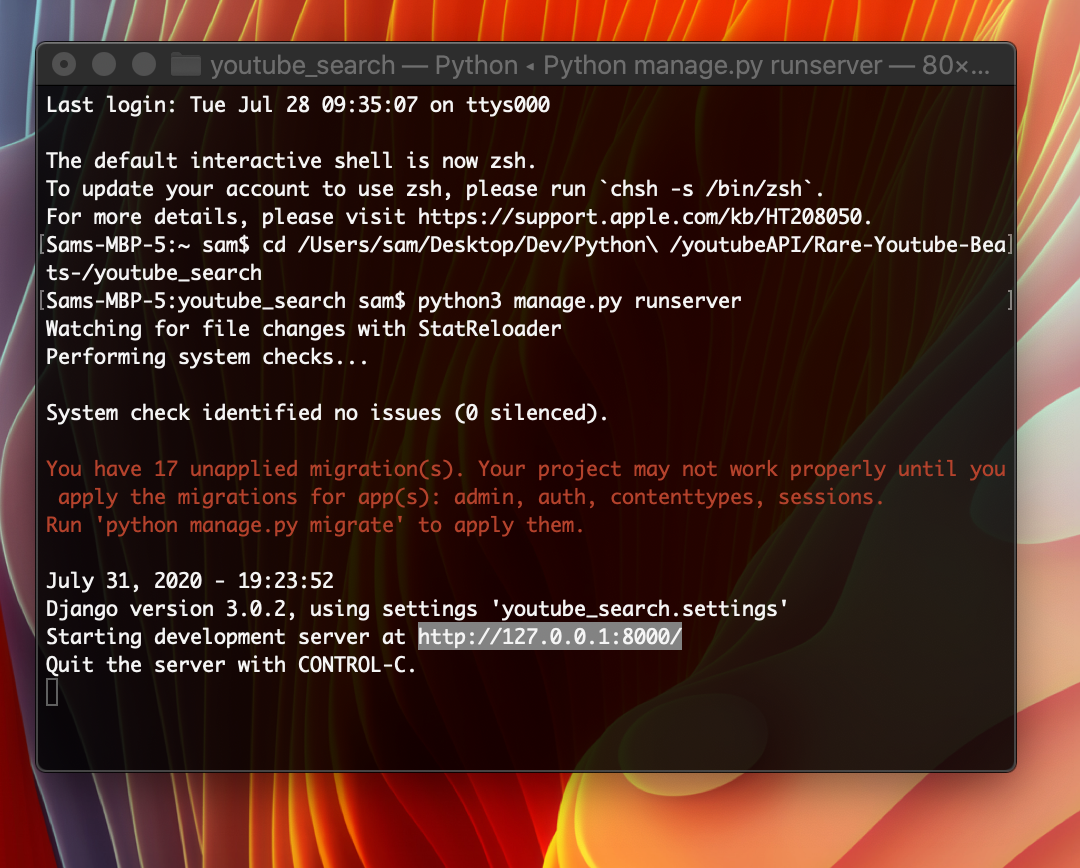 youtube_search — Python ◂ Python manage.py runserver — 80×...
Last login: Tue Jul 28 09:35:07 on ttys000
The default interactive shell is now zsh.
To update your account to use zsh, please run `chsh -s /bin/zsh`.
For more details, please visit https://support.apple.com/kb/HT208050.
[Sams-MBP-5:~ sam$ cd /Users/sam/Desktop/Dev/Python\ /youtubeAPI/Rare-Youtube-Bea]
ts-/youtube_search
[Sams-MBP-5:youtube_search sam$ python3 manage.py runserver ]
Watching for file changes with StatReloader
Performing system checks...
System check identified no issues (0 silenced).
You have 17 unapplied migration(s). Your project may not work properly until you
apply the migrations for app(s): admin, auth, contenttypes, sessions.
Run 'python manage.py migrate' to apply them.
July 31, 2020 - 19:23:52
Django version 3.0.2, using settings 'youtube_search.settings'
Starting development server at http://127.0.0.1:8000/
Quit the server with CONTROL-C.